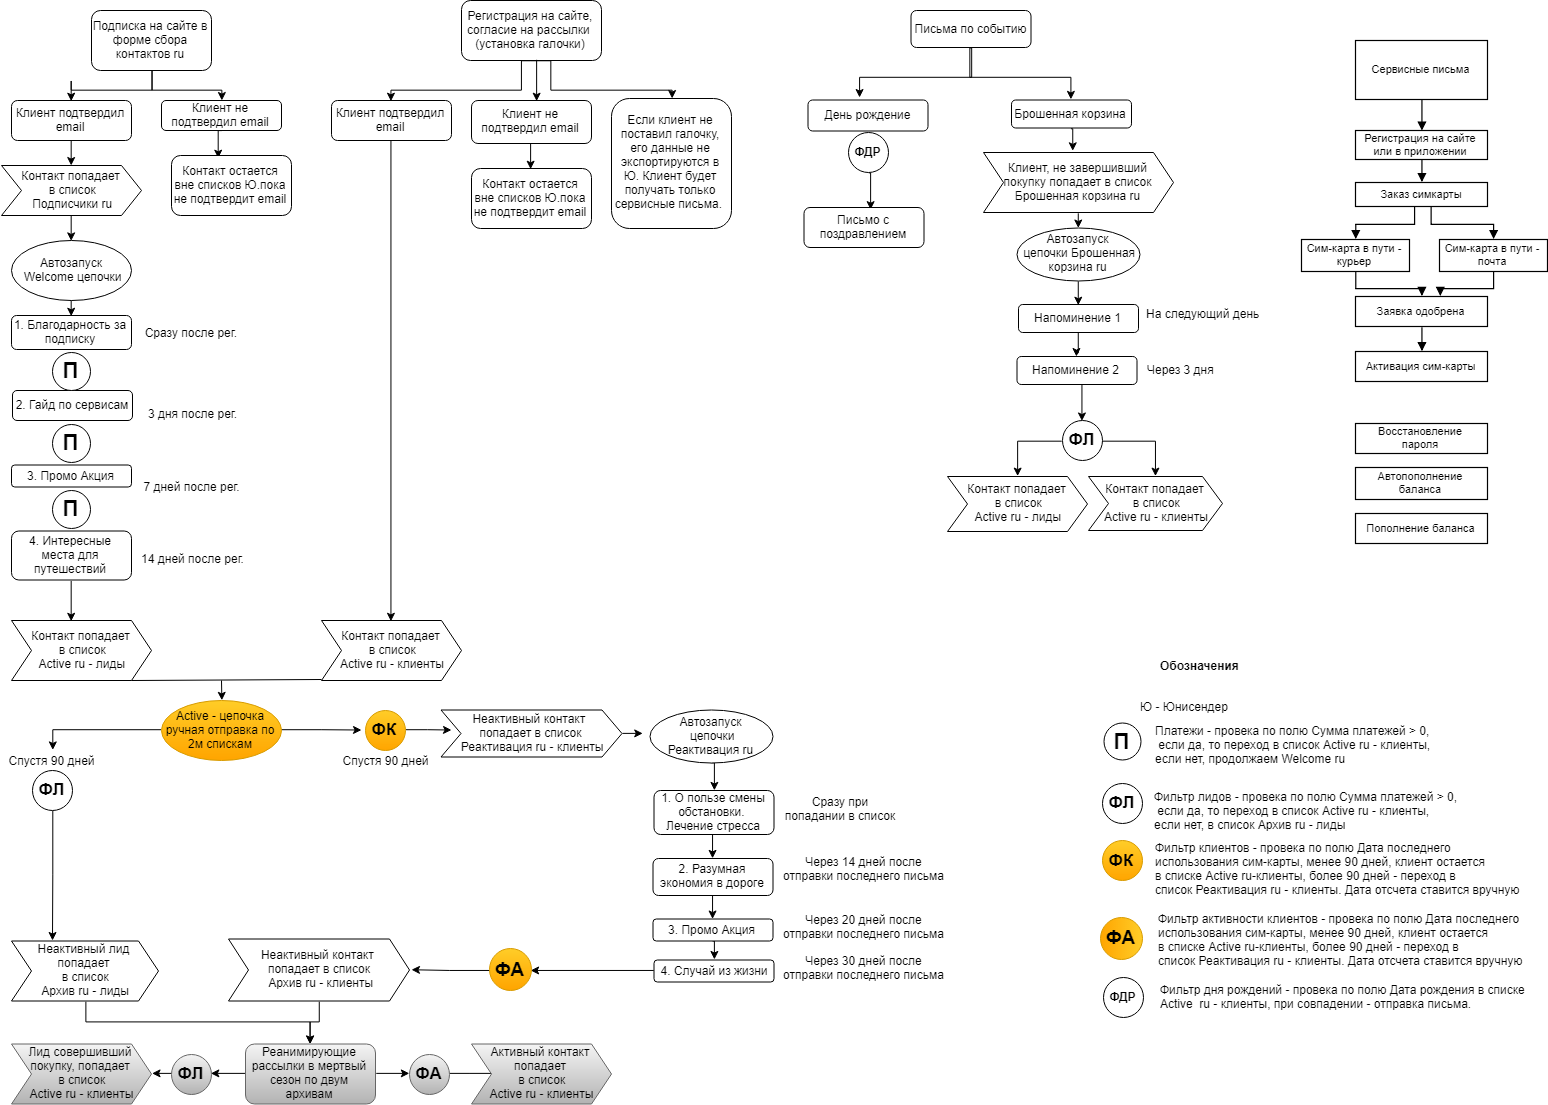 Подписка на сайте в
форме сбора
контактов ru
Клиент подтвердил
email
Клиент не
подтвердил email
Контакт попадает
в список
Подписчики ru
Контакт остается
вне списков Ю.пока
не подтвердит email
Автозапуск
Welcome цепочки
1. Благодарность за
подписку
Сразу после рег.
П
2. Гайд по сервисам
3 дня после рег.
П
3. Промо Акция
7 дней после рег.
П
4. Интересные
места для
путешествий
14 дней после рег.
Контакт попадает
в список
Active ru - лиды
Регистрация на сайте,
согласие на рассылки
(установка галочки)
Клиент подтвердил
email
Клиент не
подтвердил email
Контакт остается
вне списков Ю.пока
не подтвердит email
Если клиент не
поставил галочку,
его данные не
экспортируются в
Ю. Клиент будет
получать только
сервисные письма.
Контакт попадает
в список
Active ru - клиенты
Active - цепочка
ручная отправка по
2м спискам
Спустя 90 дней
ФЛ
ФК
Спустя 90 дней
Неактивный контакт
попадает в список
Реактивация ru - клиенты
Автозапуск
цепочки
Реактивация ru
1. О пользе смены
обстановки.
Лечение стресса
Сразу при
попадании в список
2. Разумная
экономия в дороге
Через 14 дней после
отправки последнего письма
3. Промо Акция
Через 20 дней после
отправки последнего письма
4. Случай из жизни
Через 30 дней после
отправки последнего письма
ФА
Неактивный контакт
попадает в список
Архив ru - клиенты
Неактивный лид
попадает
в список
Архив ru - лиды
Лид совершивший
покупку, попадает
в список
Active ru - клиенты
ФЛ
Реанимирующие
рассылки в мертвый
сезон по двум
архивам
ФА
Активный контакт
попадает
в список
Active ru - клиенты
Письма по событию
День рождение
ФДР
Письмо с
поздравлением
Брошенная корзина
Клиент, не завершивший
покупку попадает в список
Брошенная корзина ru
Автозапуск
цепочки Брошенная
корзина ru
Напоминение 1
На следующий день
Напоминение 2
Через 3 дня
ФЛ
Контакт попадает
в список
Active ru - лиды
Контакт попадает
в список
Active ru - клиенты
Сервисные письма
Регистрация на сайте
или в приложении
Заказ симкарты
Сим-карта в пути -
курьер
Сим-карта в пути -
почта
Заявка одобрена
Активация сим-карты
Восстановление
пароля
Автопополнение
баланса
Пополнение баланса
Обозначения
Ю - Юнисендер
П
Платежи - провека по полю Сумма платежей > 0,
если да, то переход в список Active ru - клиенты,
если нет, продолжаем Welcome ru
ФЛ
Фильтр лидов - провека по полю Сумма платежей > 0,
если да, то переход в список Active ru - клиенты,
если нет, в список Архив ru - лиды
ФК
Фильтр клиентов - провека по полю Дата последнего
использования сим-карты, менее 90 дней, клиент остается
в списке Active ru-клиенты, более 90 дней - переход в
список Реактивация ru - клиенты. Дата отсчета ставится вручную
ФА
Фильтр активности клиентов - провека по полю Дата последнего
использования сим-карты, менее 90 дней, клиент остается
в списке Active ru-клиенты, более 90 дней - переход в
список Реактивация ru - клиенты. Дата отсчета ставится вручную
ФДР
Фильтр дня рождений - провека по полю Дата рождения в списке
Active ru - клиенты, при совпадении - отправка письма.